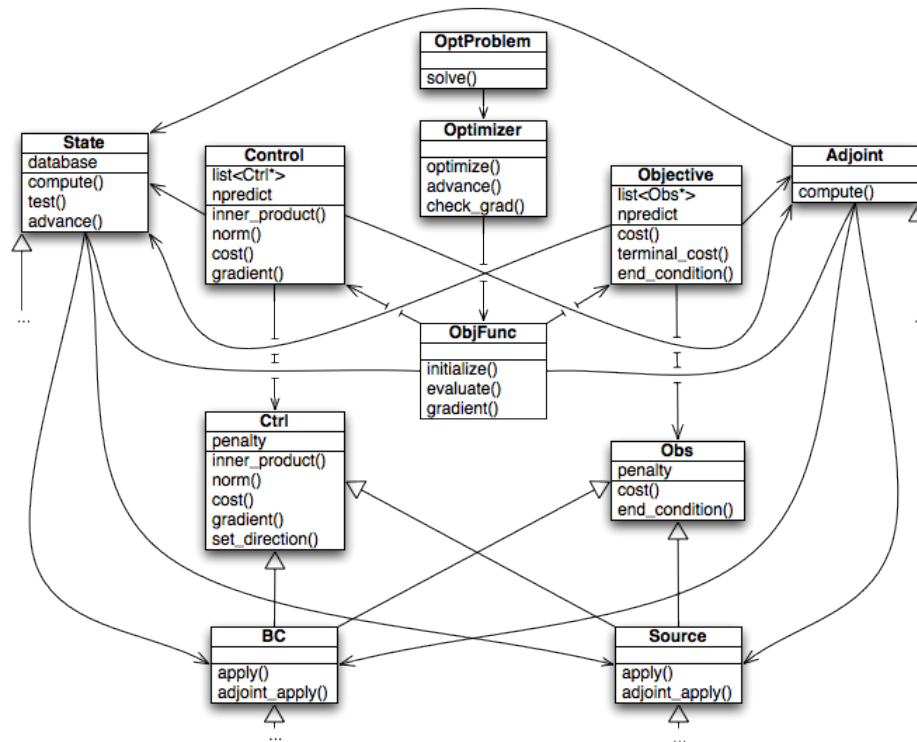 OptProblem
solve()
State
database
compute()
test()
advance()
Control
list<Ctrl*>
npredict
inner_product()
norm()
cost()
gradient()
Optimizer
optimize()
advance()
check_grad()
Objective
list<Obs*>
npredict
cost()
terminal_cost()
end_condition()
Adjoint
compute()
...
...
ObjFunc
initialize()
evaluate()
gradient()
Ctrl
penalty
inner_product()
norm()
cost()
gradient()
set_direction()
Obs
penalty
cost()
end_condition()
BC
apply()
adjoint_apply()
Source
apply()
adjoint_apply()
...
...